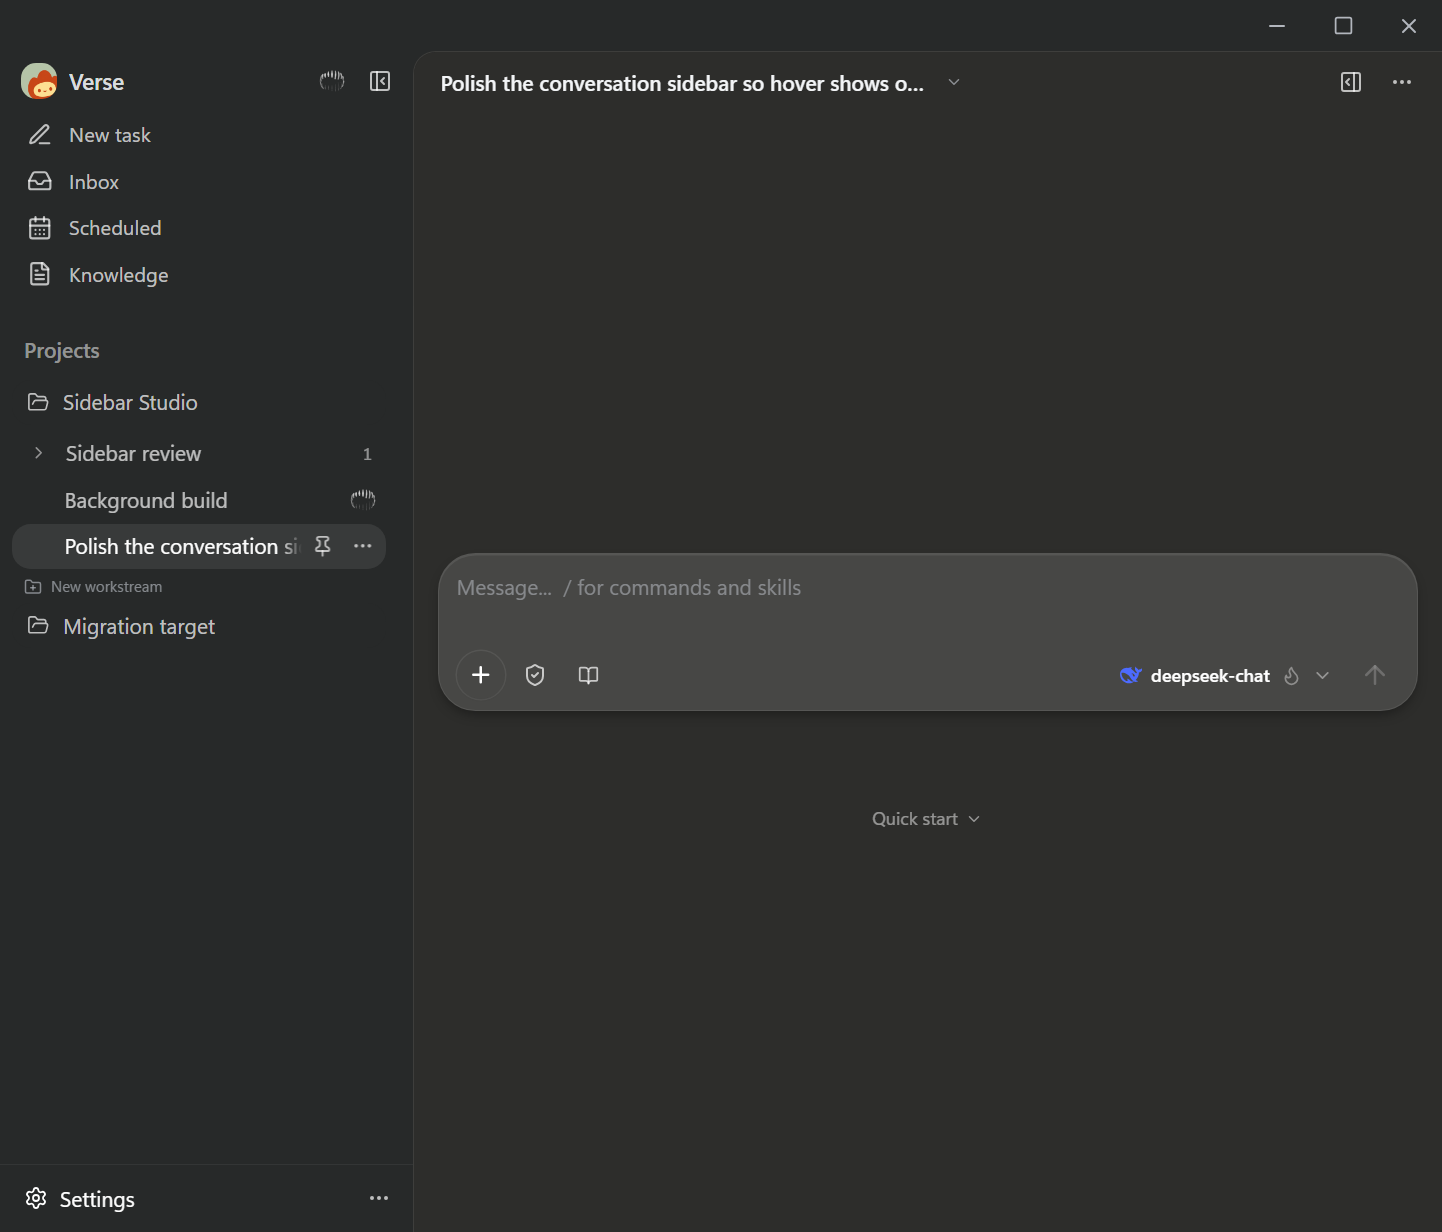 Verse
New task
Inbox
Scheduled
Knowledge
Projects
Sidebar Studio
Sidebar review 1
Background build
Polish the conversation si
New workstream
Migration target
Settings
Polish the conversation sidebar so hover shows o...
Message... / for commands and skills
deepseek-chat
Quick start